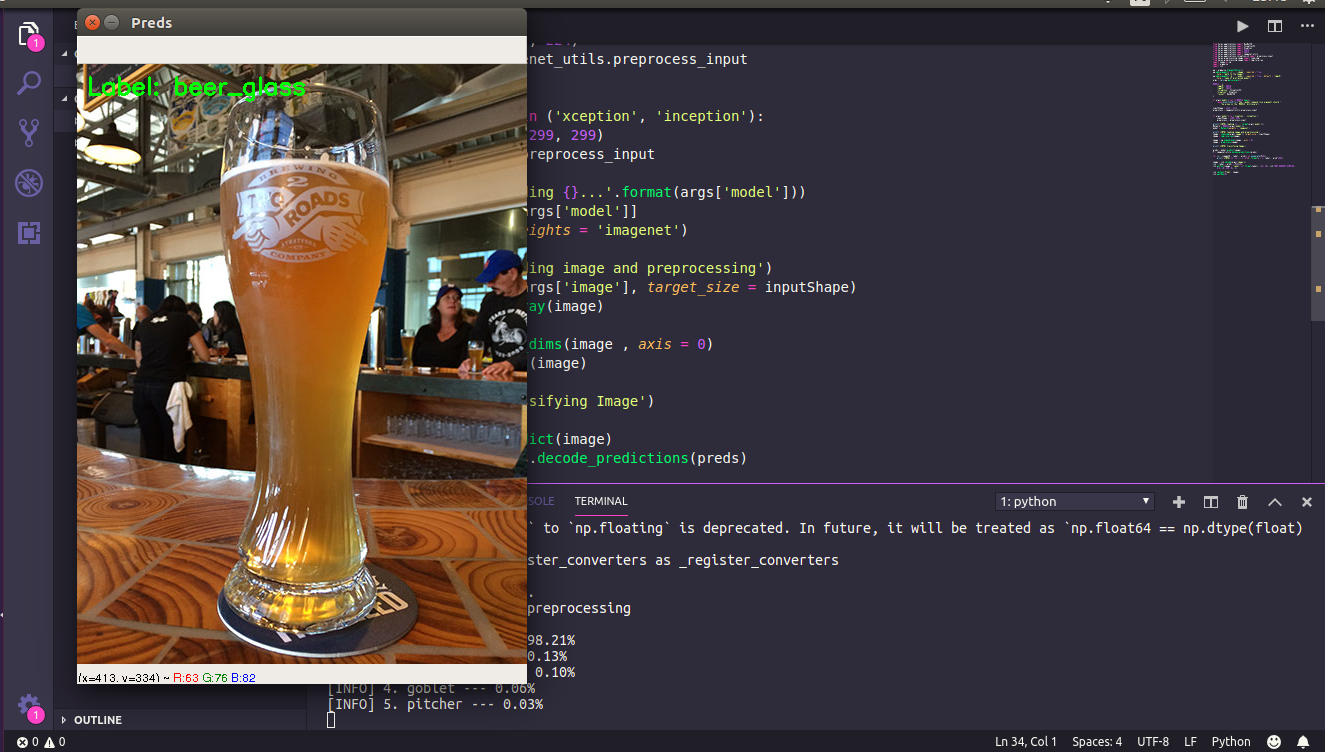 Preds
Label: beer_glass
BREWING
2
TWO ROADS
STRATFORD CT
COMPANY
(x=413, y=334) ~ R:63 G:76 B:82
1
net_utils.preprocess_input
n ('xception', 'inception'):
299, 299)
preprocess_input
ing {}...'.format(args['model']))
rgs['model']]
ights = 'imagenet')
ing image and preprocessing')
rgs['image'], target_size = inputShape)
ay(image)
dims(image , axis = 0)
(image)
sifying Image')
ict(image)
.decode_predictions(preds)
SOLE
TERMINAL
1: python
` to `np.floating` is deprecated. In future, it will be treated as `np.float64 == np.dtype(float)
ster_converters as _register_converters
.
preprocessing
98.21%
0.13%
0.10%
[INFO] 4. goblet --- 0.06%
[INFO] 5. pitcher --- 0.03%
1
OUTLINE
0 0
Ln 34, Col 1 Spaces: 4 UTF-8 LF Python